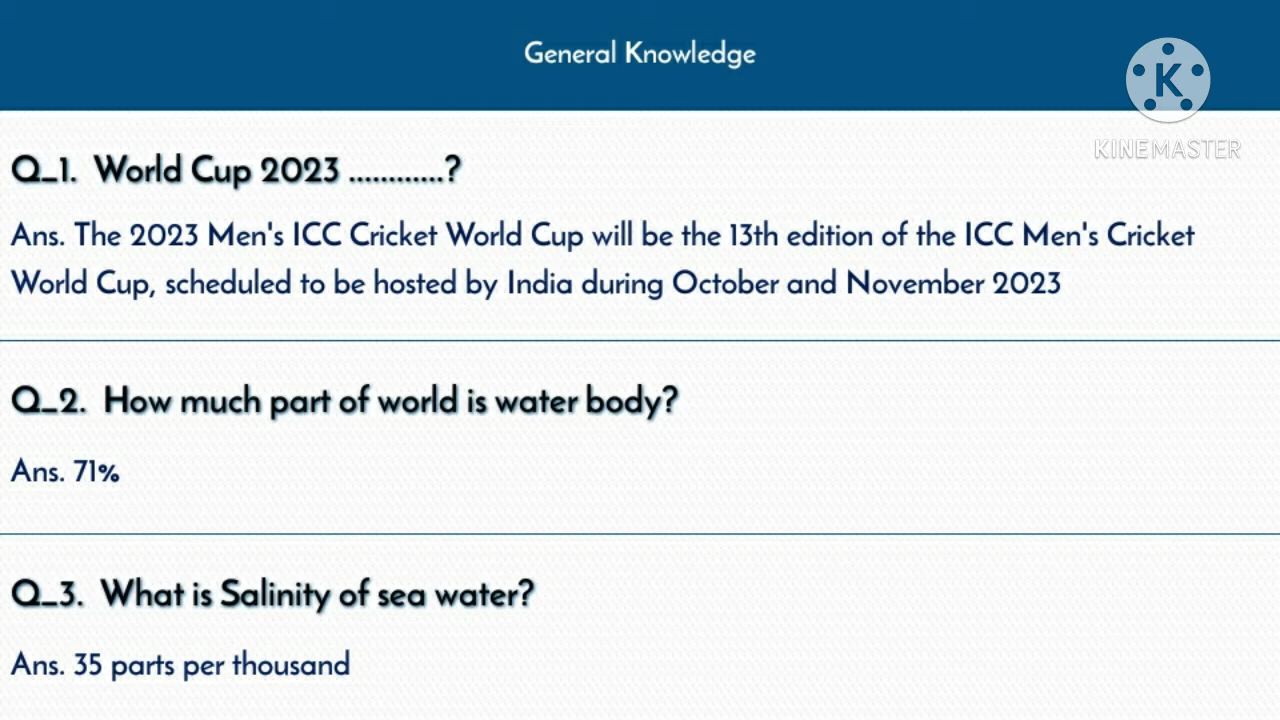 General Knowledge
K
KINEMASTER
Q_1. World Cup 2023 ............?
Ans. The 2023 Men's ICC Cricket World Cup will be the 13th edition of the ICC Men's Cricket
World Cup, scheduled to be hosted by India during October and November 2023
Q_2. How much part of world is water body?
Ans. 71%
Q_3. What is Salinity of sea water?
Ans. 35 parts per thousand